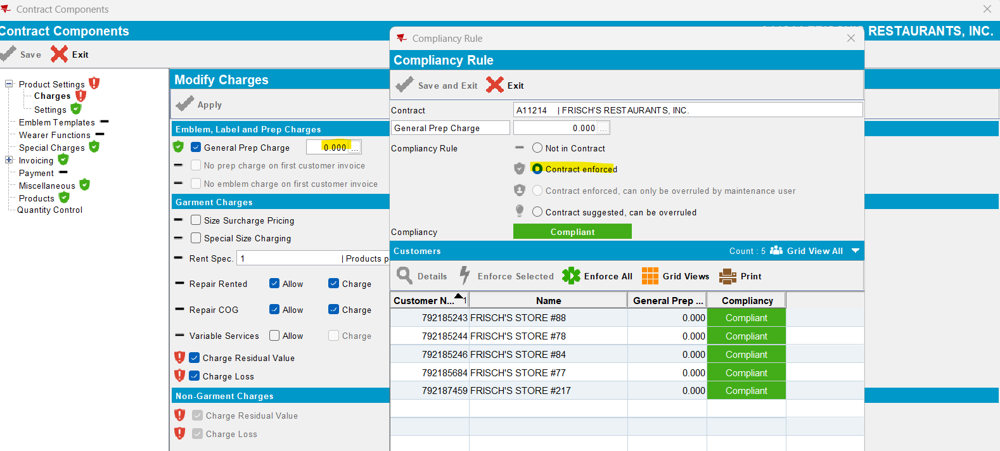 Contract Components
Contract Components
RESTAURANTS, INC.
Save Exit
Product Settings
Charges
Settings
Emblem Templates
Wearer Functions
Special Charges
Invoicing
Payment
Miscellaneous
Products
Quantity Control
Modify Charges
Apply
Emblem, Label and Prep Charges
General Prep Charge 0.000 ...
No prep charge on first customer invoice
No emblem charge on first customer invoice
Garment Charges
Size Surcharge Pricing
Special Size Charging
Rent Spec. 1 | Products p
Repair Rented Allow Charge
Repair COG Allow Charge
Variable Services Allow Charge
Charge Residual Value
Charge Loss
Non-Garment Charges
Charge Residual Value
Charge Loss
Compliancy Rule
Compliancy Rule
Save and Exit Exit
Contract A11214 | FRISCH'S RESTAURANTS, INC.
General Prep Charge 0.000 ...
Compliancy Rule Not in Contract
Contract enforced
Contract enforced, can only be overruled by maintenance user
Contract suggested, can be overruled
Compliancy Compliant
Customers Count : 5 Grid View All
Details Enforce Selected Enforce All Grid Views Print
Customer N... 1 Name General Prep ... Compliancy
792185243 FRISCH'S STORE #88 0.000 Compliant
792185244 FRISCH'S STORE #78 0.000 Compliant
792185246 FRISCH'S STORE #84 0.000 Compliant
792185684 FRISCH'S STORE #77 0.000 Compliant
792187459 FRISCH'S STORE #217 0.000 Compliant